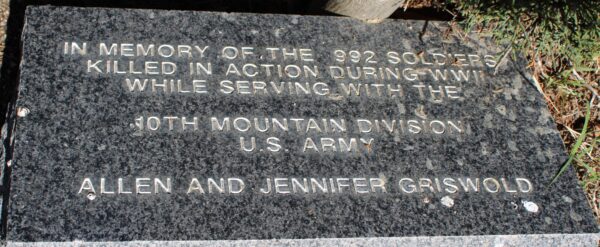 IN MEMORY OF THE 992 SOLDIERS
KILLED IN ACTION DURING WWII
WHILE SERVING WITH THE
10TH MOUNTAIN DIVISION
U.S. ARMY
ALLEN AND JENNIFER GRISWOLD